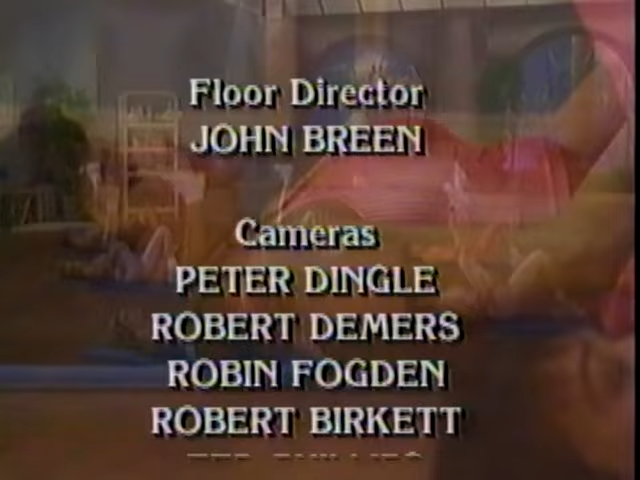 Floor Director
JOHN BREEN
Cameras
PETER DINGLE
ROBERT DEMERS
ROBIN FOGDEN
ROBERT BIRKETT